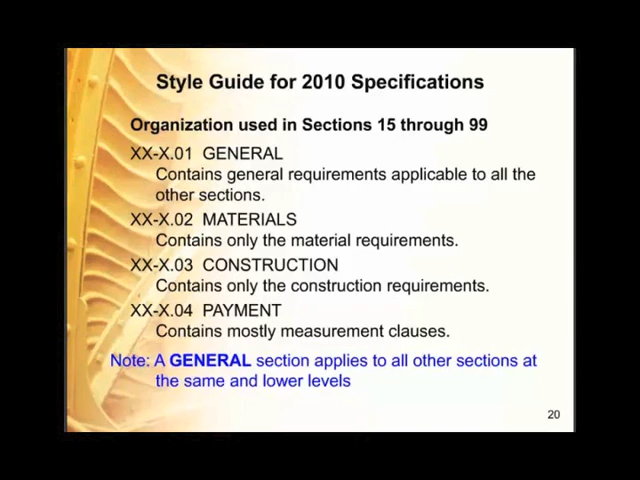 Style Guide for 2010 Specifications
Organization used in Sections 15 through 99
XX-X.01 GENERAL
Contains general requirements applicable to all the
other sections.
XX-X.02 MATERIALS
Contains only the material requirements.
XX-X.03 CONSTRUCTION
Contains only the construction requirements.
XX-X.04 PAYMENT
Contains mostly measurement clauses.
Note: A GENERAL section applies to all other sections at
the same and lower levels
20